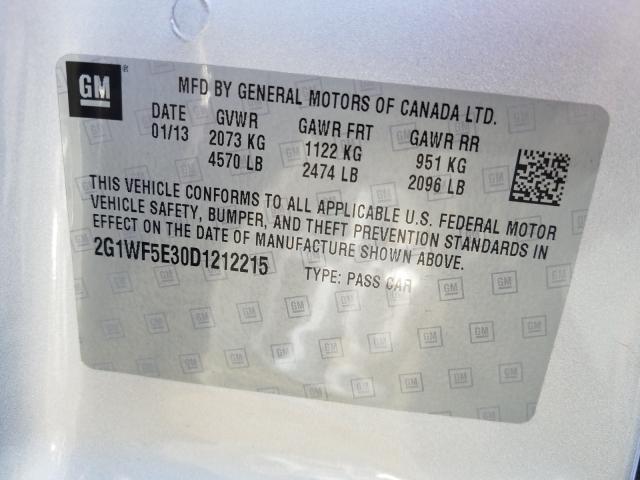 GM ®
MFD BY GENERAL MOTORS OF CANADA LTD.
DATE GVWR GAWR FRT GAWR RR
01/13 2073 KG 1122 KG 951 KG
4570 LB 2474 LB 2096 LB
THIS VEHICLE CONFORMS TO ALL APPLICABLE U.S. FEDERAL MOTOR
VEHICLE SAFETY, BUMPER, AND THEFT PREVENTION STANDARDS IN
EFFECT ON THE DATE OF MANUFACTURE SHOWN ABOVE.
2G1WF5E30D1212215 TYPE: PASS CAR